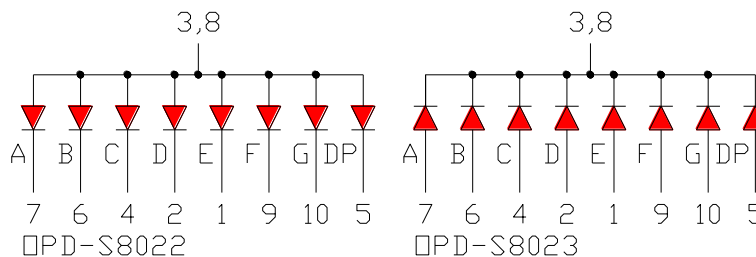 3,8 3,8
A B C D E F G DP A B C D E F G DP
7 6 4 2 1 9 10 5 7 6 4 2 1 9 10 5
OPD-S8022 OPD-S8023